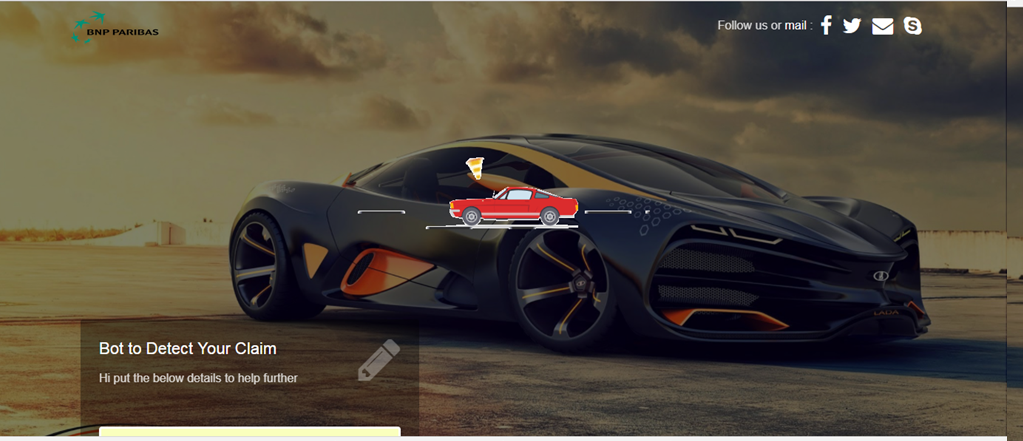 BNP PARIBAS
Follow us or mail :
LADA
Bot to Detect Your Claim
Hi put the below details to help further